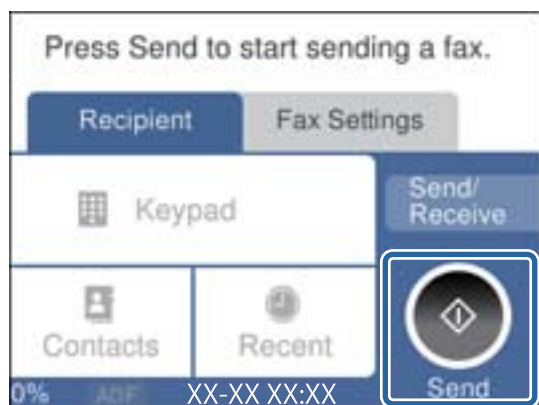 Press Send to start sending a fax.
Recipient
Fax Settings
Keypad
Send/
Receive
Contacts
Recent
Send
0%
ADF
XX-XX XX:XX